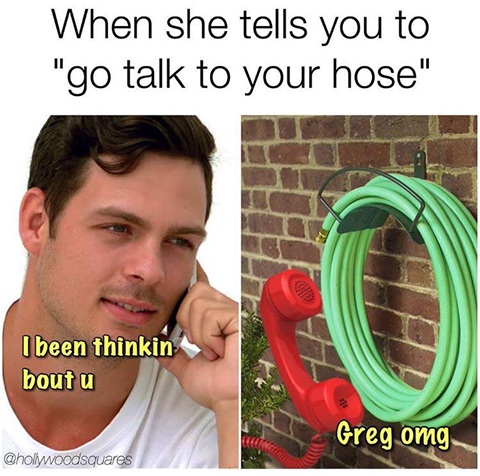 When she tells you to
"go talk to your hose"
I been thinkin
bout u
Greg omg
@hollywoodsquares